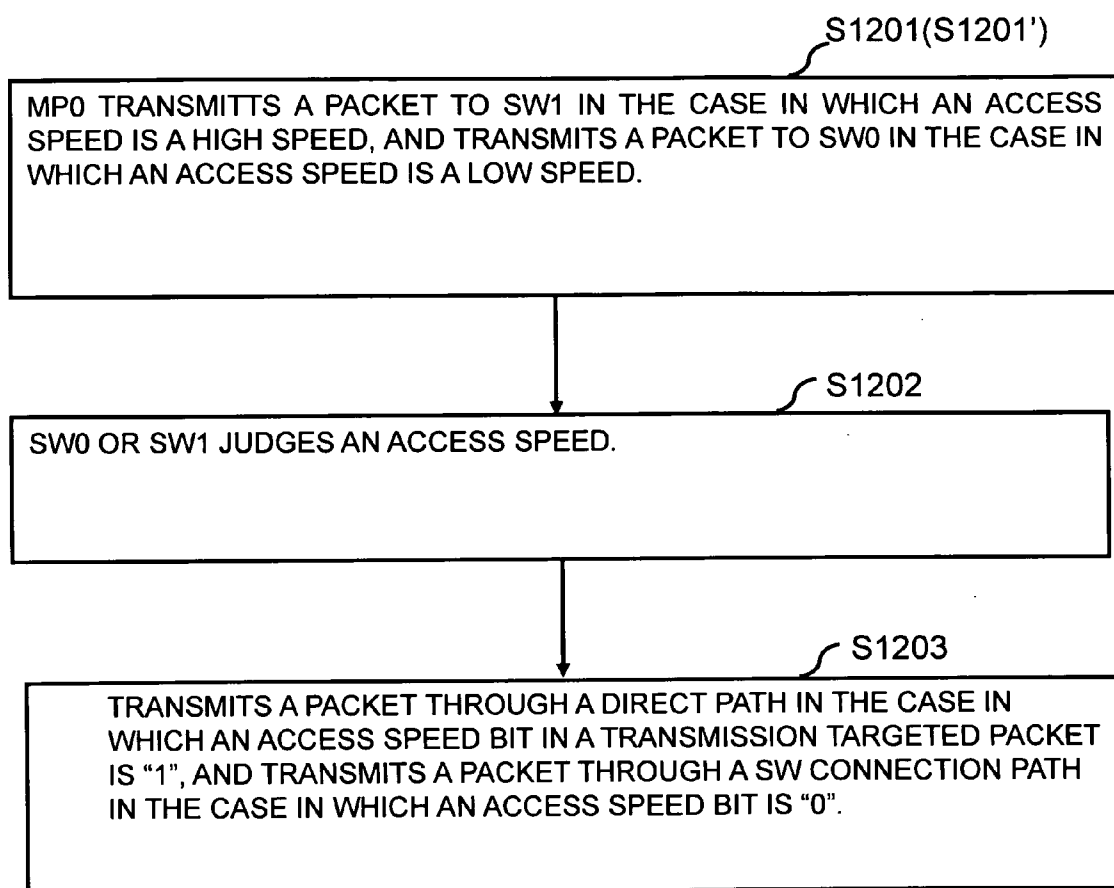 S1201(S1201')
MP0 TRANSMITTS A PACKET TO SW1 IN THE CASE IN WHICH AN ACCESS
SPEED IS A HIGH SPEED, AND TRANSMITS A PACKET TO SW0 IN THE CASE IN
WHICH AN ACCESS SPEED IS A LOW SPEED.
S1202
SW0 OR SW1 JUDGES AN ACCESS SPEED.
S1203
TRANSMITS A PACKET THROUGH A DIRECT PATH IN THE CASE IN
WHICH AN ACCESS SPEED BIT IN A TRANSMISSION TARGETED PACKET
IS “1”, AND TRANSMITS A PACKET THROUGH A SW CONNECTION PATH
IN THE CASE IN WHICH AN ACCESS SPEED BIT IS “0”.